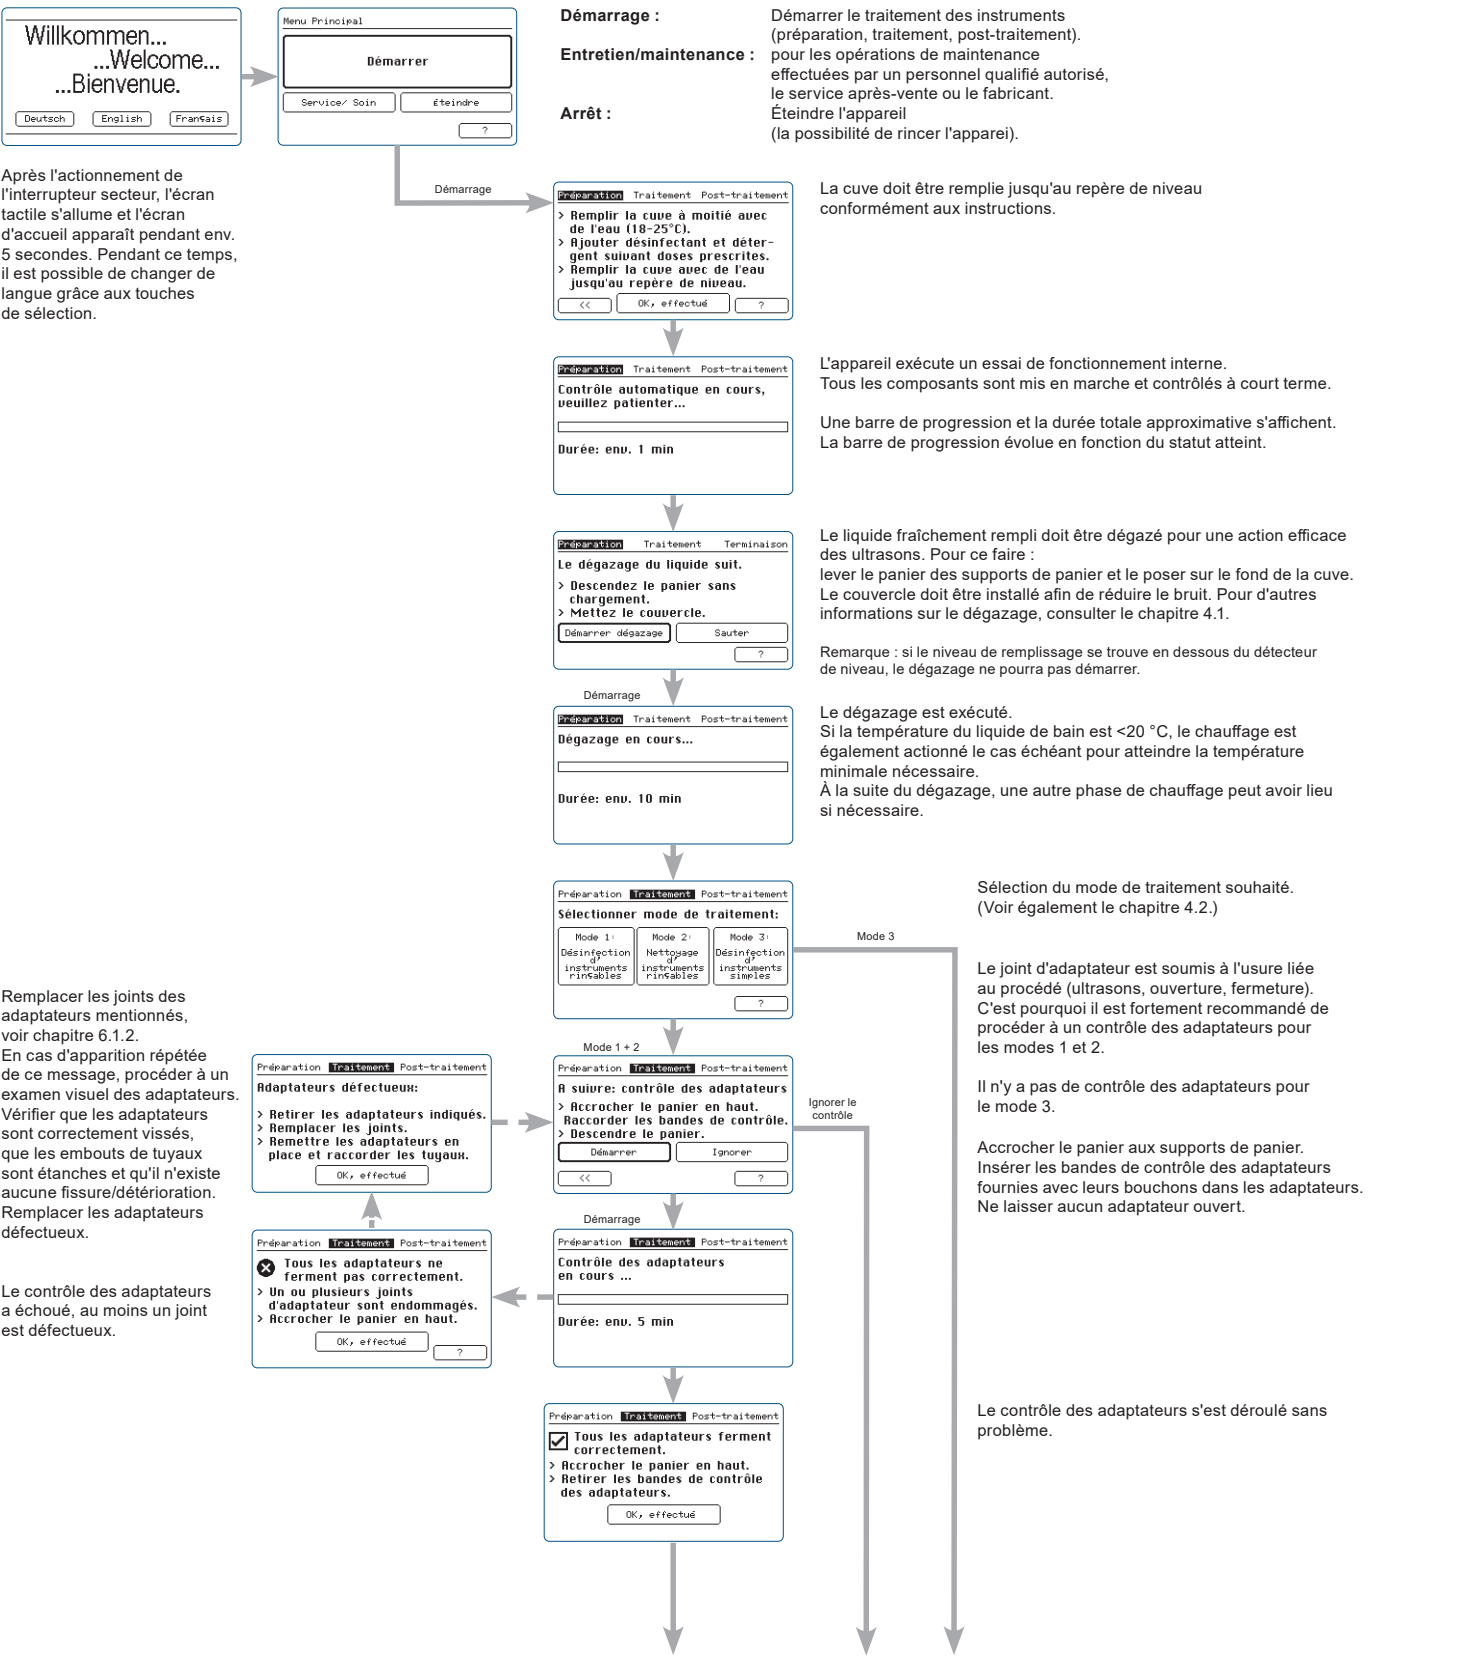 Willkommen...
...Welcome...
...Bienvenue.
Deutsch English Français
Menu Principal
Démarrer
Service/ Soin Éteindre
?
Démarrage : Démarrer le traitement des instruments
(préparation, traitement, post-traitement).
Entretien/maintenance : pour les opérations de maintenance
effectuées par un personnel qualifié autorisé,
le service après-vente ou le fabricant.
Arrêt : Éteindre l'appareil
(la possibilité de rincer l'apparei).
Après l'actionnement de
l'interrupteur secteur, l'écran
tactile s'allume et l'écran
d'accueil apparaît pendant env.
5 secondes. Pendant ce temps,
il est possible de changer de
langue grâce aux touches
de sélection.
Démarrage
Préparation Traitement Post-traitement
> Remplir la cuve à moitié avec
de l'eau (18-25°C).
> Ajouter désinfectant et déter-
gent suivant doses prescrites.
> Remplir la cuve avec de l'eau
jusqu'au repère de niveau.
<< OK, effectué ?
La cuve doit être remplie jusqu'au repère de niveau
conformément aux instructions.
Préparation Traitement Post-traitement
Contrôle automatique en cours,
veuillez patienter...
Durée: env. 1 min
L'appareil exécute un essai de fonctionnement interne.
Tous les composants sont mis en marche et contrôlés à court terme.
Une barre de progression et la durée totale approximative s'affichent.
La barre de progression évolue en fonction du statut atteint.
Préparation Traitement Terminaison
Le dégazage du liquide suit.
> Descendez le panier sans
chargement.
> Mettez le couvercle.
Démarrer dégazage Sauter
?
Le liquide fraîchement rempli doit être dégazé pour une action efficace
des ultrasons. Pour ce faire :
lever le panier des supports de panier et le poser sur le fond de la cuve.
Le couvercle doit être installé afin de réduire le bruit. Pour d'autres
informations sur le dégazage, consulter le chapitre 4.1.
Remarque : si le niveau de remplissage se trouve en dessous du détecteur
de niveau, le dégazage ne pourra pas démarrer.
Démarrage
Préparation Traitement Post-traitement
Dégazage en cours...
Durée: env. 10 min
Le dégazage est exécuté.
Si la température du liquide de bain est <20 °C, le chauffage est
également actionné le cas échéant pour atteindre la température
minimale nécessaire.
À la suite du dégazage, une autre phase de chauffage peut avoir lieu
si nécessaire.
Préparation Traitement Post-traitement
Sélectionner mode de traitement:
Mode 1: Mode 2: Mode 3:
Désinfection Nettoyage Désinfection
d' d' d'
instruments instruments instruments
rinçables rinçables simples
?
Mode 3
Sélection du mode de traitement souhaité.
(Voir également le chapitre 4.2.)
Le joint d'adaptateur est soumis à l'usure liée
au procédé (ultrasons, ouverture, fermeture).
C'est pourquoi il est fortement recommandé de
procéder à un contrôle des adaptateurs pour
les modes 1 et 2.
Il n'y a pas de contrôle des adaptateurs pour
le mode 3.
Accrocher le panier aux supports de panier.
Insérer les bandes de contrôle des adaptateurs
fournies avec leurs bouchons dans les adaptateurs.
Ne laisser aucun adaptateur ouvert.
Mode 1 + 2
Préparation Traitement Post-traitement
A suivre: contrôle des adaptateurs
> Accrocher le panier en haut.
Raccorder les bandes de contrôle.
> Descendre le panier.
Démarrer Ignorer
<< ?
Ignorer le
contrôle
Remplacer les joints des
adaptateurs mentionnés,
voir chapitre 6.1.2.
En cas d'apparition répétée
de ce message, procéder à un
examen visuel des adaptateurs.
Vérifier que les adaptateurs
sont correctement vissés,
que les embouts de tuyaux
sont étanches et qu'il n'existe
aucune fissure/détérioration.
Remplacer les adaptateurs
défectueux.
Préparation Traitement Post-traitement
Adaptateurs défectueux:
> Retirer les adaptateurs indiqués.
> Remplacer les joints.
> Remettre les adaptateurs en
place et raccorder les tuyaux.
OK, effectué
Préparation Traitement Post-traitement
Tous les adaptateurs ne
ferment pas correctement.
> Un ou plusieurs joints
d'adaptateur sont endommagés.
> Accrocher le panier en haut.
OK, effectué
?
Le contrôle des adaptateurs
a échoué, au moins un joint
est défectueux.
Démarrage
Préparation Traitement Post-traitement
Contrôle des adaptateurs
en cours ...
Durée: env. 5 min
Préparation Traitement Post-traitement
Tous les adaptateurs ferment
correctement.
> Accrocher le panier en haut.
> Retirer les bandes de contrôle
des adaptateurs.
OK, effectué
Le contrôle des adaptateurs s'est déroulé sans
problème.